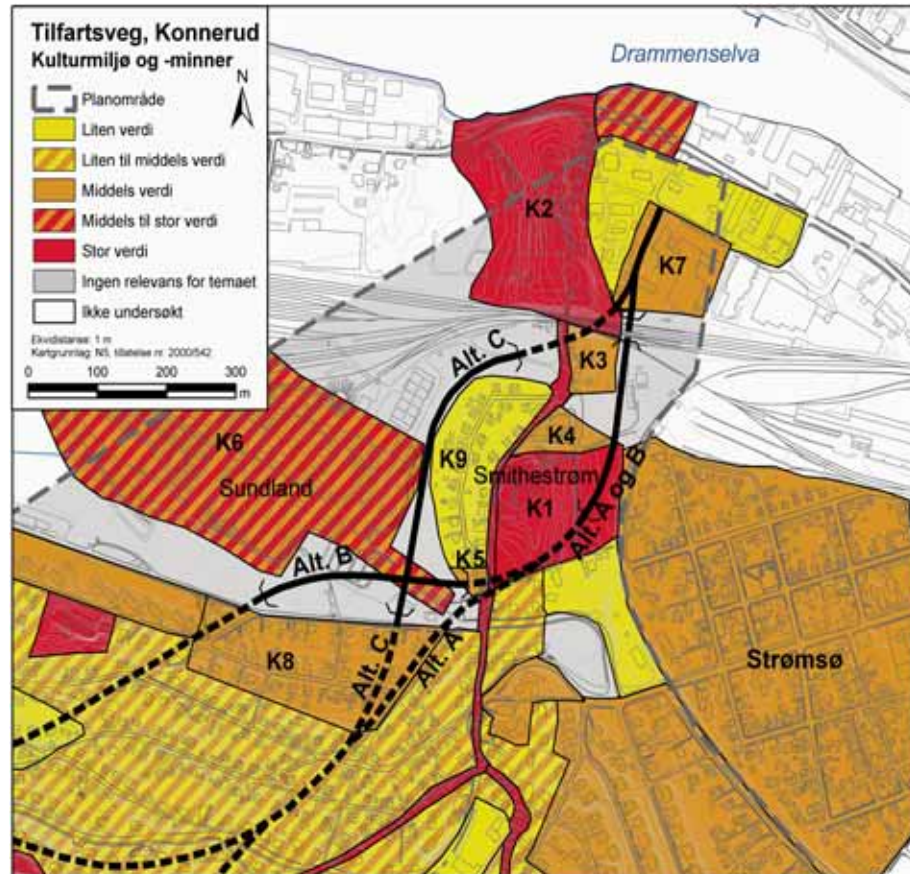 Tilfartsveg, Konnerud
Kulturmiljø og -minner
N
Planområde
Liten verdi
Liten til middels verdi
Middels verdi
Middels til stor verdi
Stor verdi
Ingen relevans for temaet
Ikke undersøkt
Ekvidistanse: 1 m
Kartgrunnlag: N5, tillatelse nr. 2000/542
0 100 200 300
m
Drammenselva
K2
K7
Alt. C
K3
K4
K6
Sundland
K9
Smithestrøm
K1
Alt. A og B
K5
Alt. B
K8
Alt. C
Alt. A
Strømsø